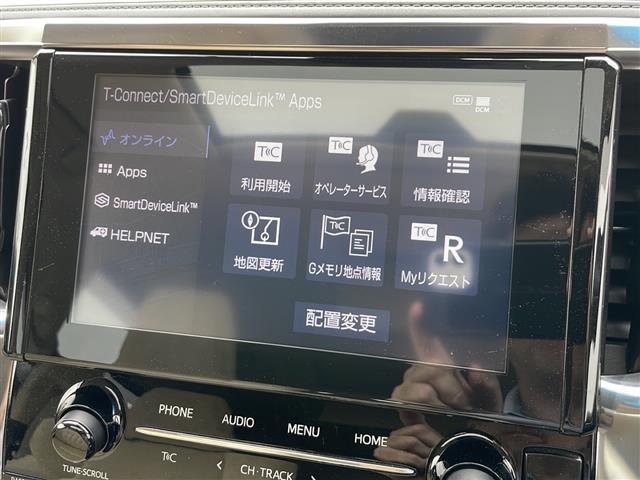 T-Connect/SmartDeviceLink™ Apps
DCM
DCM
オンライン
Apps
SmartDeviceLink™
HELPNET
T C
利用開始
T C
オペレーターサービス
T C
情報確認
地図更新
Gメモリ地点情報
T C
R
Myリクエスト
配置変更
PHONE
AUDIO
MENU
HOME
TUNE·SCROLL
T C
< CH·TRACK >